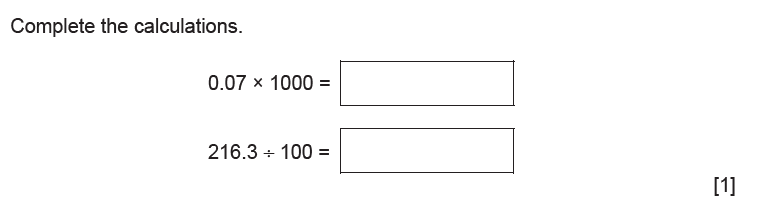 Complete the calculations.
0.07 × 1000 =
216.3 ÷ 100 =
[1]